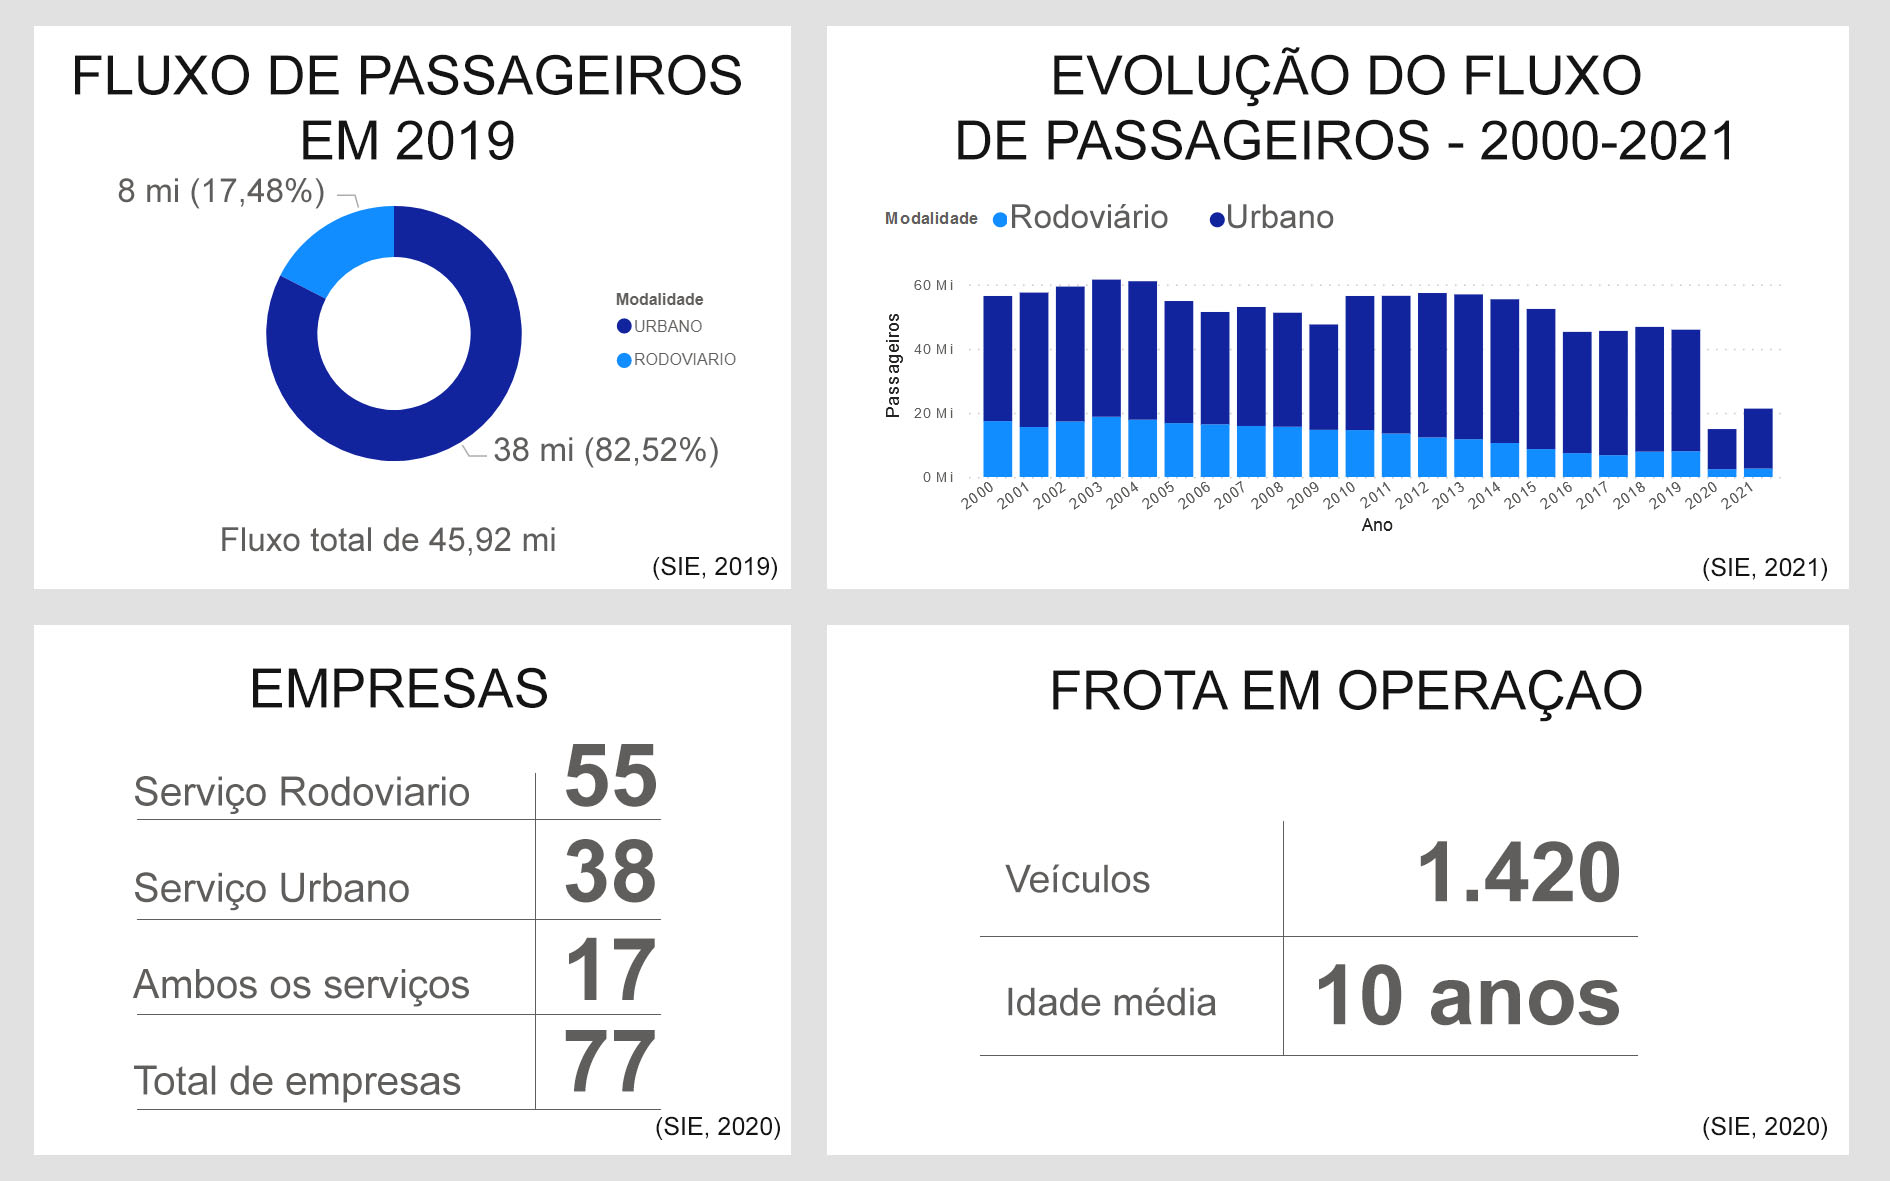 FLUXO DE PASSAGEIROS
EM 2019
8 mi (17,48%)
Modalidade
URBANO
RODOVIARIO
38 mi (82,52%)
Fluxo total de 45,92 mi
(SIE, 2019)
EVOLUÇÃO DO FLUXO
DE PASSAGEIROS - 2000-2021
Modalidade Rodoviário Urbano
60 Mi
40 Mi
20 Mi
0 Mi
Passageiros
2000 2001 2002 2003 2004 2005 2006 2007 2008 2009 2010 2011 2012 2013 2014 2015 2016 2017 2018 2019 2020 2021
Ano
(SIE, 2021)
EMPRESAS
Serviço Rodoviario 55
Serviço Urbano 38
Ambos os serviços 17
Total de empresas 77
(SIE, 2020)
FROTA EM OPERAÇAO
Veículos 1.420
Idade média 10 anos
(SIE, 2020)